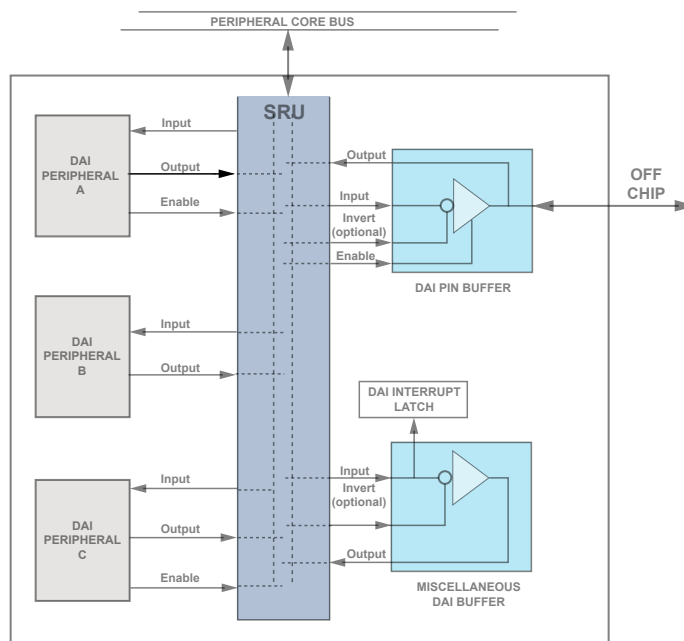 PERIPHERAL CORE BUS
SRU
Input
DAI
PERIPHERAL
A
Output
Enable
Output
Input
Invert
(optional)
Enable
OFF
CHIP
DAI PIN BUFFER
Input
DAI
PERIPHERAL
B
Output
DAI INTERRUPT
LATCH
Input
DAI
PERIPHERAL
C
Output
Enable
Input
Invert
(optional)
Output
MISCELLANEOUS
DAI BUFFER